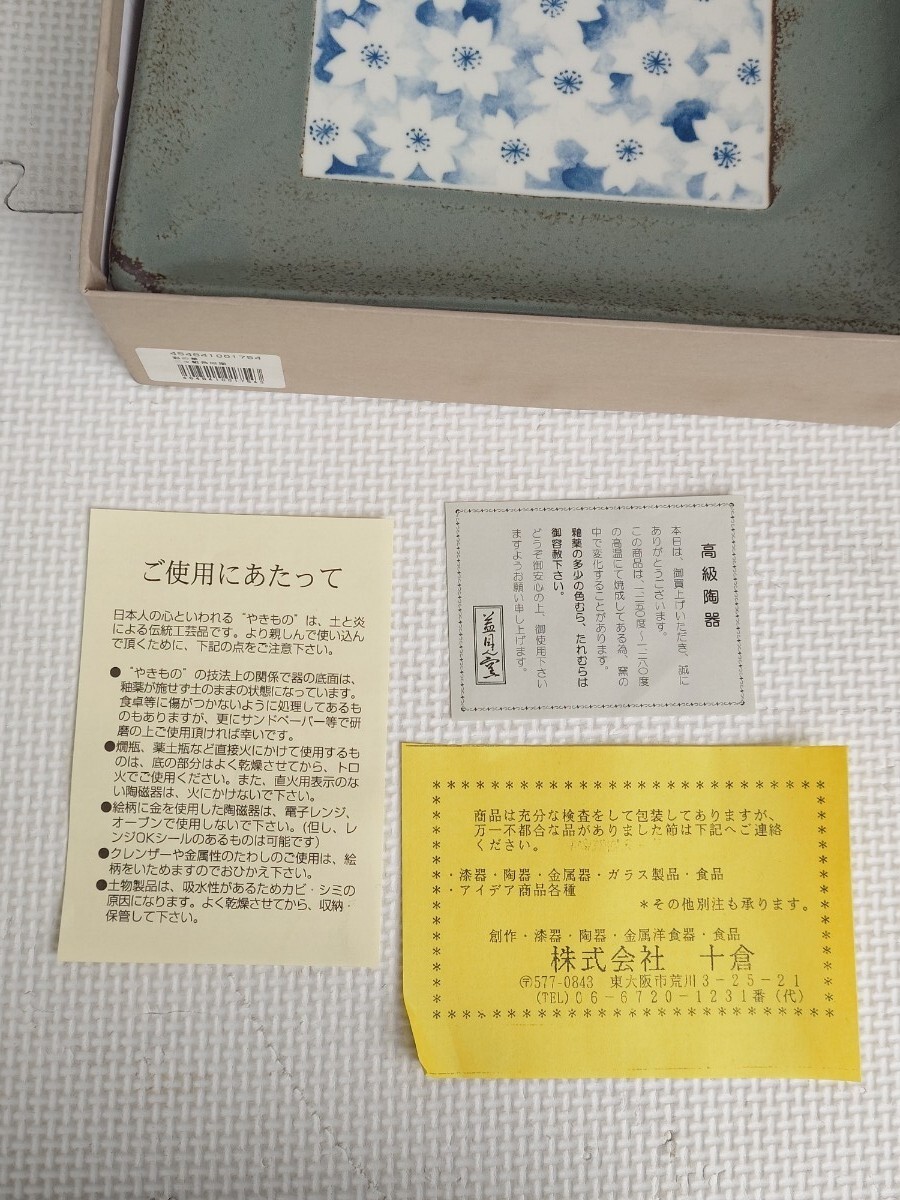 4546410517​64
ご使用にあたって
日本人の心といわれる“やきもの”は、土と炎
による伝統工芸品です。より親しんで使い込ん
で頂くために、下記の点をご注意下さい。
●“やきもの”の技法上の関係で器の底面は、
釉薬が施せず土のままの状態になっています。
食卓等に傷がつかないように処理してあるも
のもありますが、更にサンドペーパー等で研
磨の上ご使用頂ければ幸いです。
●燗瓶、薬土瓶など直接火にかけて使用するも
のは、底の部分はよく乾燥させてから、トロ
火でご使用ください。また、直火用表示のな
い陶磁器は、火にかけないで下さい。
●絵柄に金を使用した陶磁器は、電子レンジ、
オーブンで使用しないで下さい。(但し、レ
ンジOKシールのあるものは可能です)
●クレンザーや金属性のたわしのご使用は、絵
柄をいためますのでおひかえ下さい。
●土物製品は、吸水性があるためカビ・シミの
原因になります。よく乾燥させてから、収納・
保管して下さい。
高級陶器
本日は、御買上げいただき、誠に
ありがとうございます。
この商品は、一二五〇度〜一二八〇度
の高温にて焼成してある為、窯の
中で変化することがあります。
釉薬の多少の色むら、たれむらは
御容赦下さい。
どうぞ御安心の上、御使用下さい
ますようお願い申し上げます。
商品は充分な検査をして包装してありますが、
万一不都合な品がありました節は下記へご連絡
ください。
・漆器・陶器・金属器・ガラス製品・食品
・アイデア商品各種
＊その他別注も承ります。
創作・漆器・陶器・金属洋食器・食品
株式会社 十倉
〒577-0843 東大阪市荒川3-25-21
(TEL)06-6720-1231番(代)